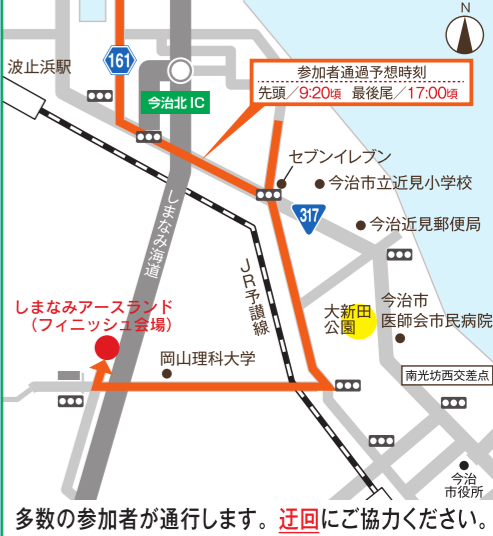 N
161
波止浜駅
参加者通過予想時刻
先頭／9:20頃 最後尾／17:00頃
今治北IC
セブンイレブン
今治市立近見小学校
317
今治近見郵便局
しまなみ海道
JR予讃線
しまなみアースランド
（フィニッシュ会場）
大新田
公園
今治市
医師会市民病院
岡山理科大学
南光坊西交差点
今治
市役所
多数の参加者が通行します。迂回にご協力ください。